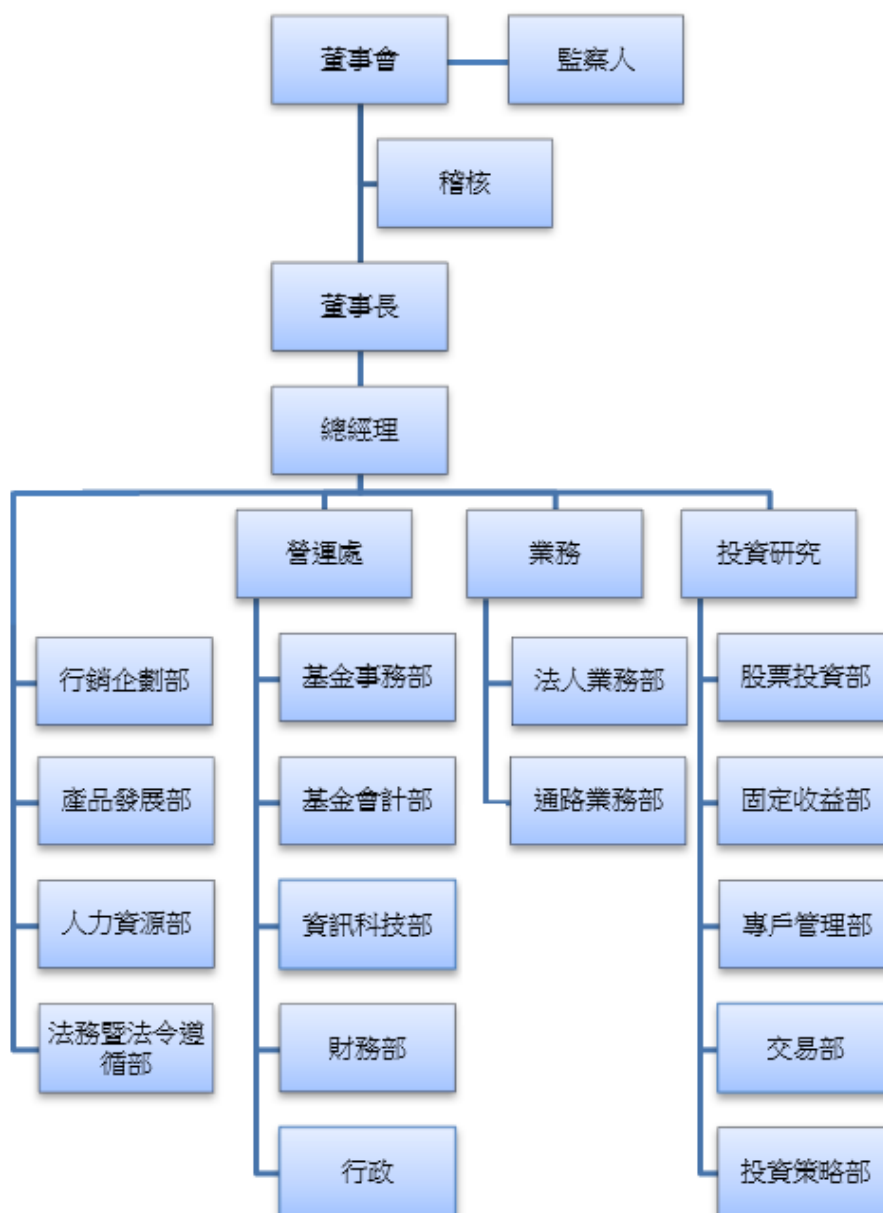 董事會
監察人
稽核
董事長
總經理
營運處
業務
投資研究
行銷企劃部
基金事務部
法人業務部
股票投資部
產品發展部
基金會計部
通路業務部
固定收益部
人力資源部
資訊科技部
專戶管理部
法務暨法令遵
循部
財務部
交易部
行政
投資策略部